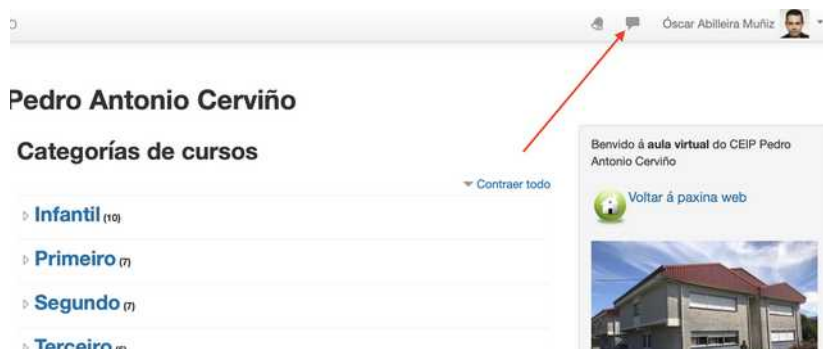 Óscar Abilleira Muñiz
Pedro Antonio Cerviño
Categorías de cursos
Contraer todo
Infantil (10)
Primeiro (7)
Segundo (7)
Terceiro
Benvido á aula virtual do CEIP Pedro
Antonio Cerviño
Voltar á paxina web